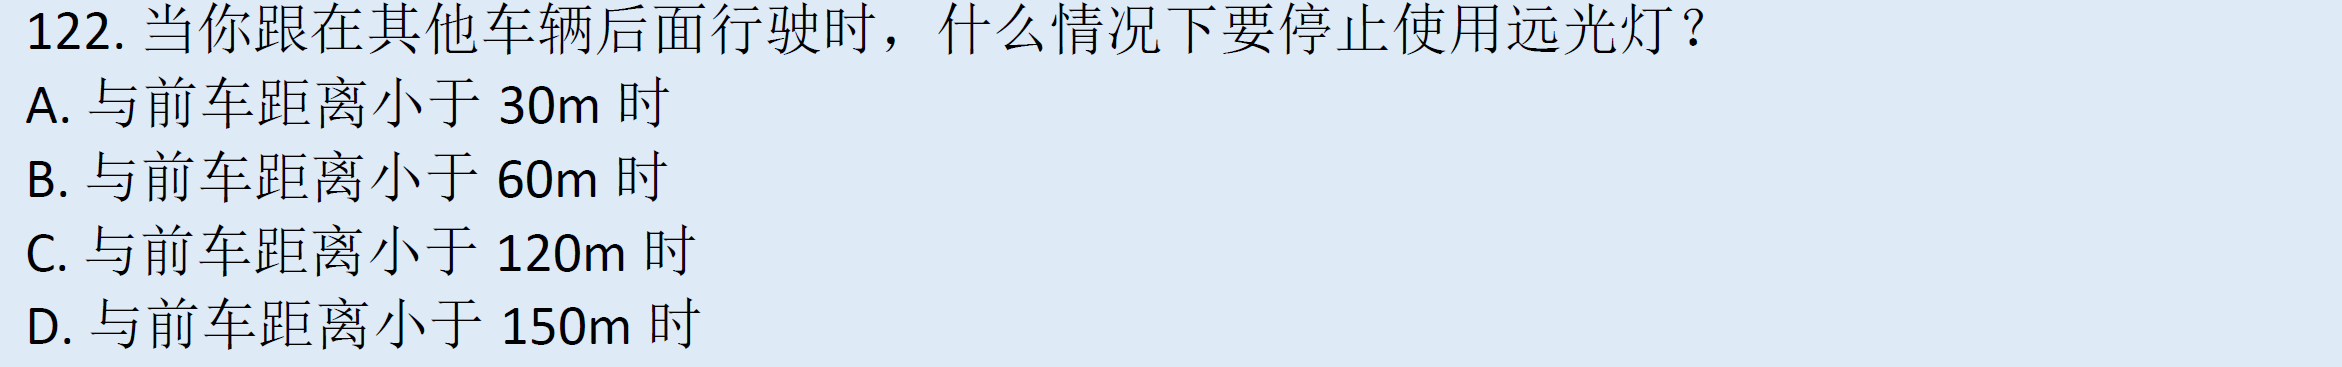 122. 当你跟在其他车辆后面行驶时，什么情况下要停止使用远光灯？
A. 与前车距离小于 30m 时
B. 与前车距离小于 60m 时
C. 与前车距离小于 120m 时
D. 与前车距离小于 150m 时